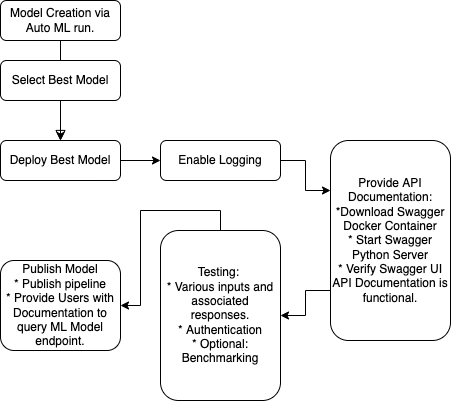 Model Creation via
Auto ML run.
Select Best Model
Deploy Best Model
Enable Logging
Provide API
Documentation:
*Download Swagger
Docker Container
* Start Swagger
Python Server
* Verify Swagger UI
API Documentation is
functional.
Testing:
* Various inputs and
associated
responses.
* Authentication
* Optional:
Benchmarking
Publish Model
* Publish pipeline
* Provide Users with
Documentation to
query ML Model
endpoint.